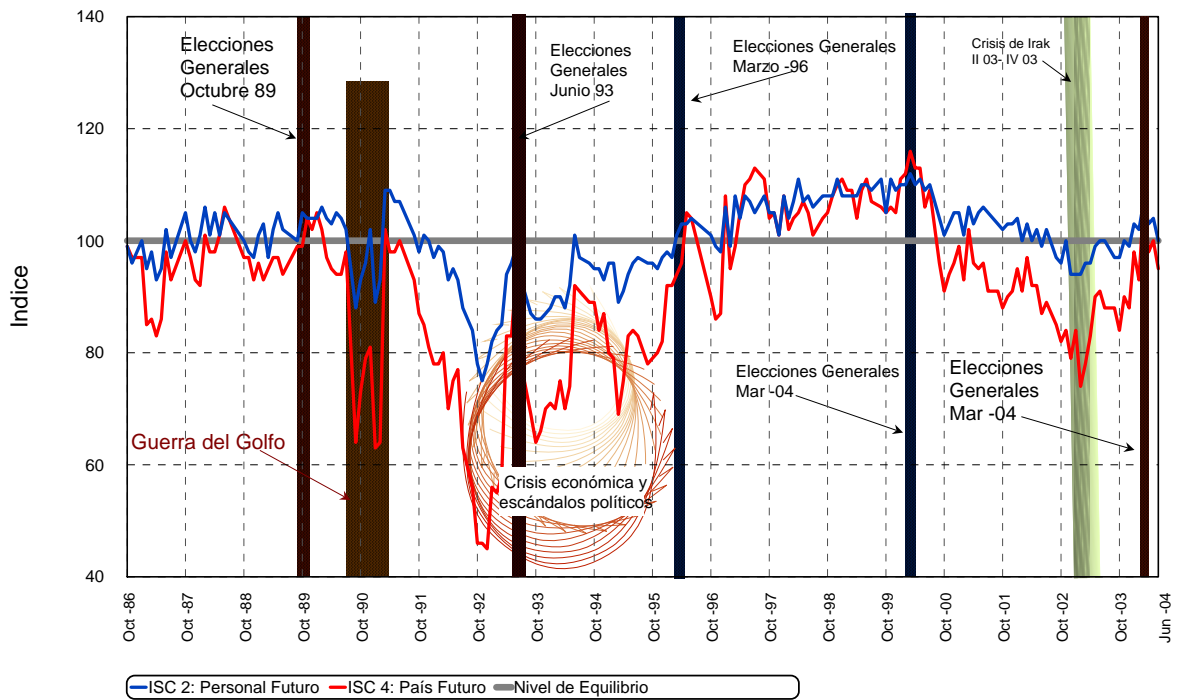 140
120
100
80
60
40
Indice
Elecciones
Generales
Octubre 89
Elecciones
Generales
Junio 93
Elecciones Generales
Marzo -96
Crisis de Irak
II 03- IV 03
Guerra del Golfo
Crisis económica y
escándalos políticos
Elecciones Generales
Mar -04
Elecciones
Generales
Mar -04
Oct -86
Oct -87
Oct -88
Oct -89
Oct -90
Oct -91
Oct -92
Oct -93
Oct -94
Oct -95
Oct -96
Oct -97
Oct -98
Oct -99
Oct -00
Oct -01
Oct -02
Oct -03
Jun -04
ISC 2: Personal Futuro
ISC 4: País Futuro
Nivel de Equilibrio